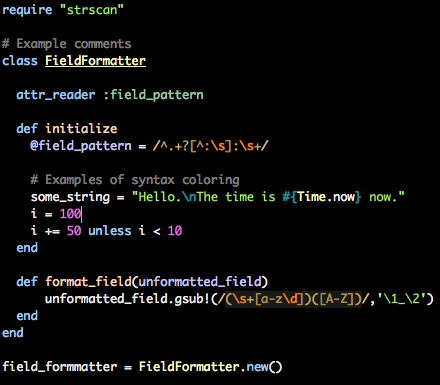 require "strscan"
# Example comments
class FieldFormatter
attr_reader :field_pattern
def initialize
@field_pattern = /^.+?[^:\s]:\s+/
# Examples of syntax coloring
some_string = "Hello.\nThe time is #{Time.now} now."
i = 100
i += 50 unless i < 10
end
def format_field(unformatted_field)
unformatted_field.gsub!(/(\s+[a-z\d])([A-Z])/,'\1_\2')
end
end
field_formmatter = FieldFormatter.new()